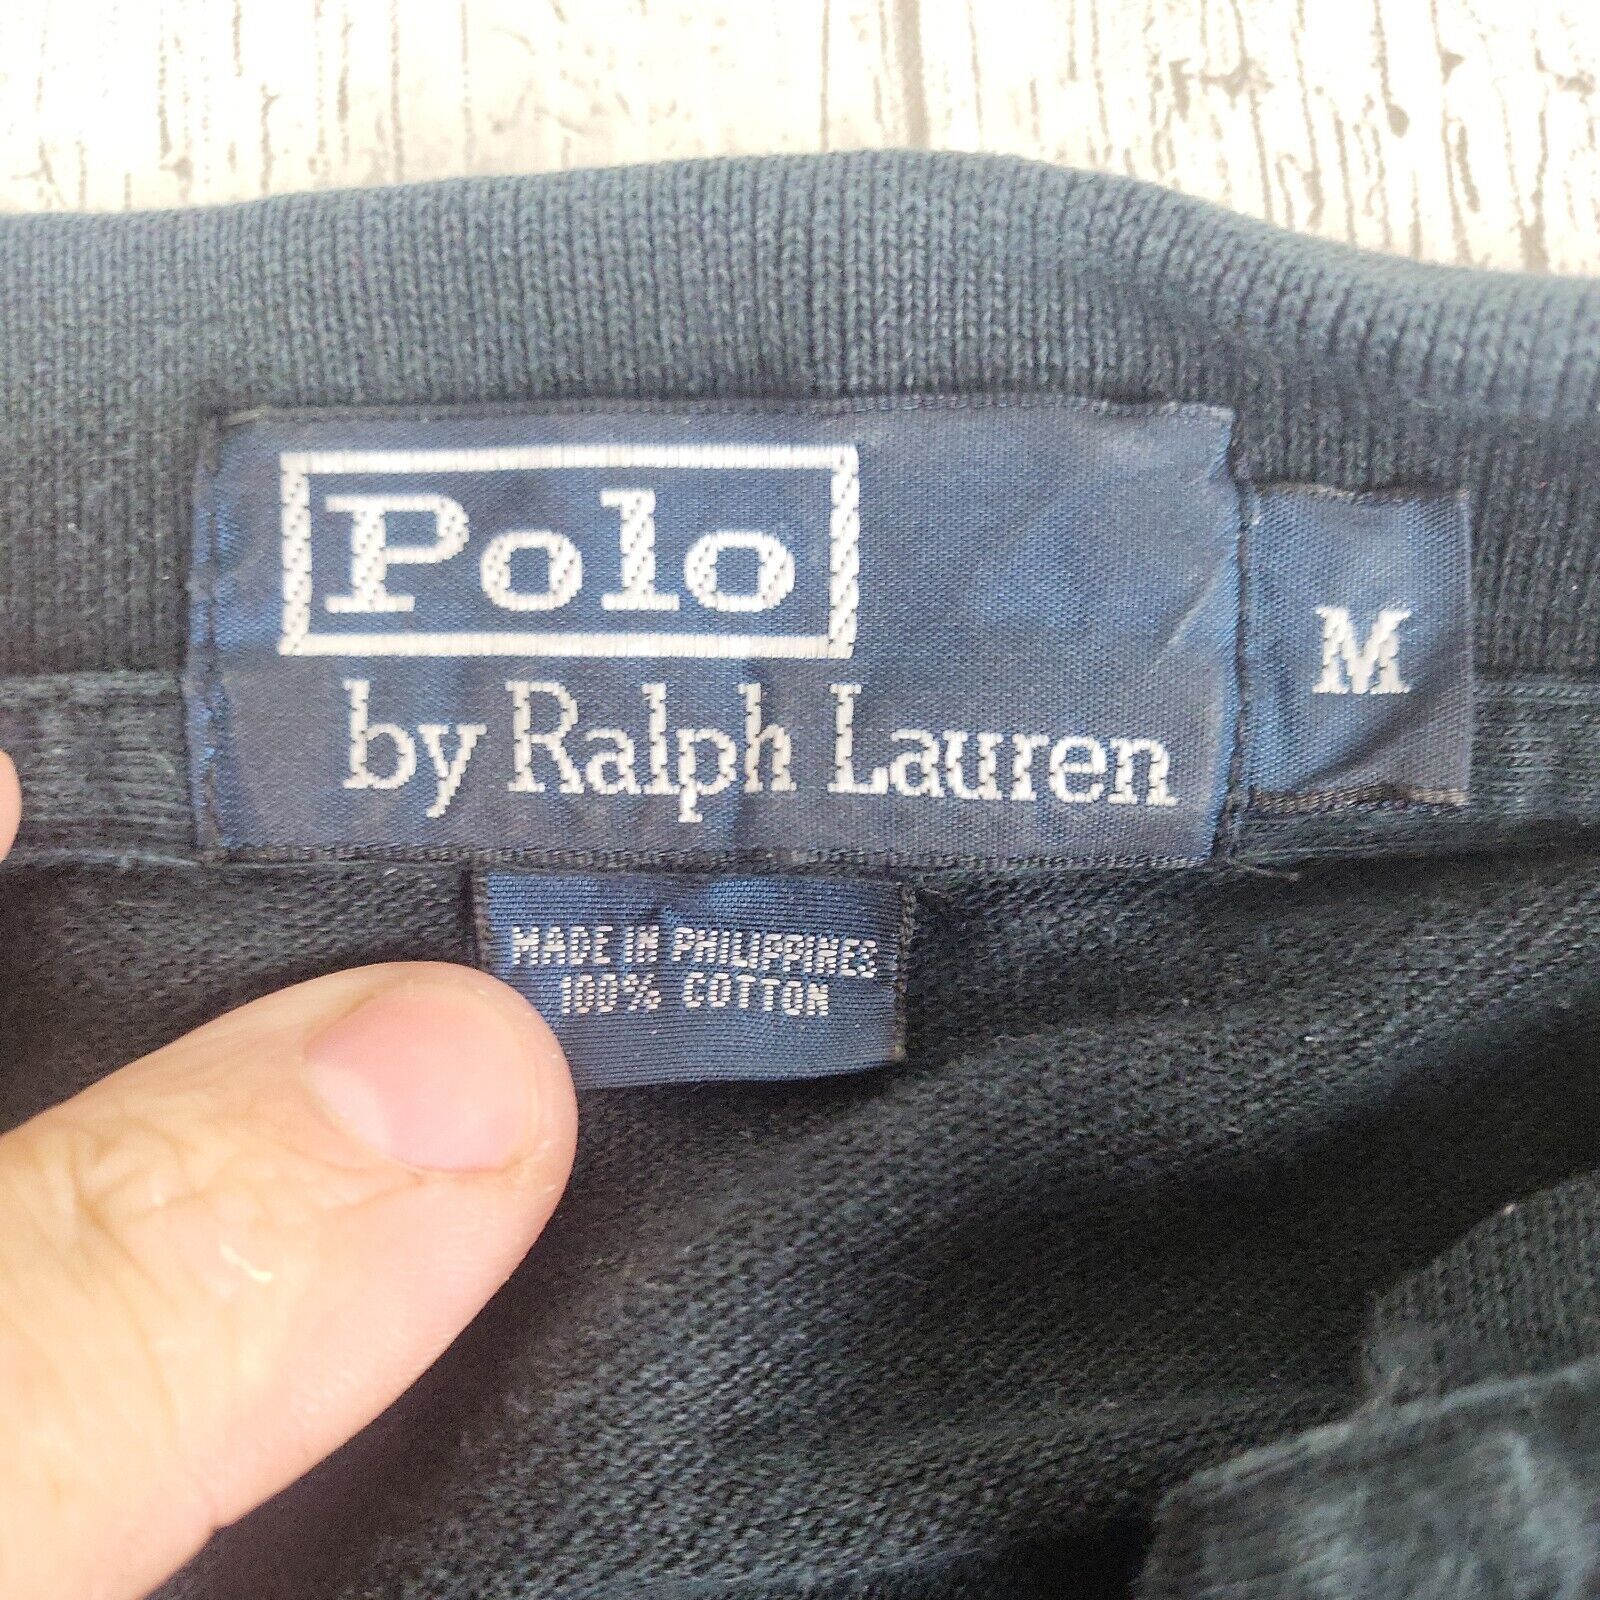 Polo
by Ralph Lauren
M
MADE IN PHILIPPINES
100% COTTON